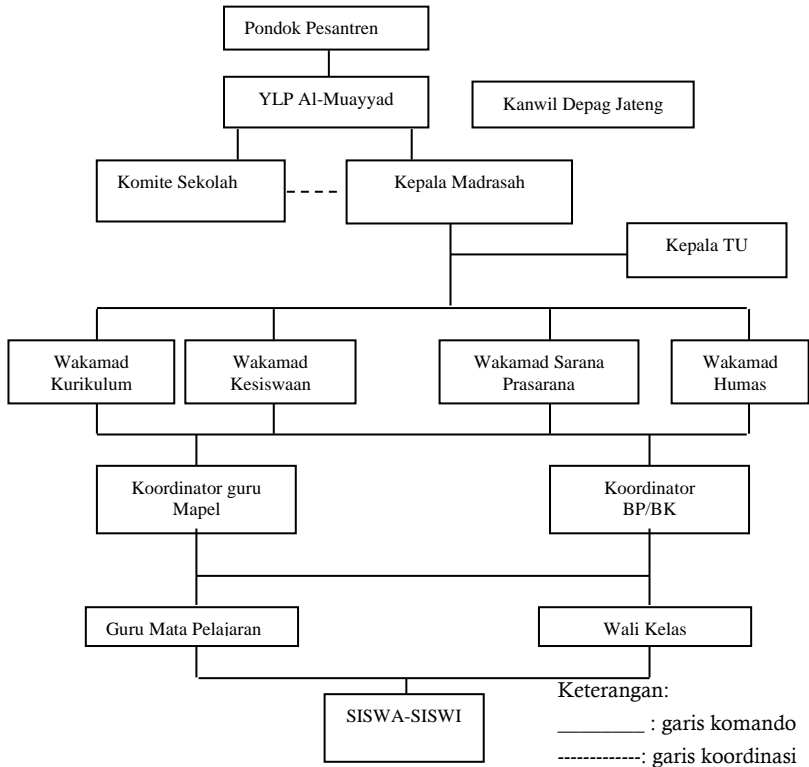 Pondok Pesantren
YLP Al-Muayyad
Kanwil Depag Jateng
Komite Sekolah
Kepala Madrasah
Kepala TU
Wakamad
Kurikulum
Wakamad
Kesiswaan
Wakamad Sarana
Prasarana
Wakamad
Humas
Koordinator guru
Mapel
Koordinator
BP/BK
Guru Mata Pelajaran
Wali Kelas
SISWA-SISWI
Keterangan:
_________ : garis komando
-------------: garis koordinasi